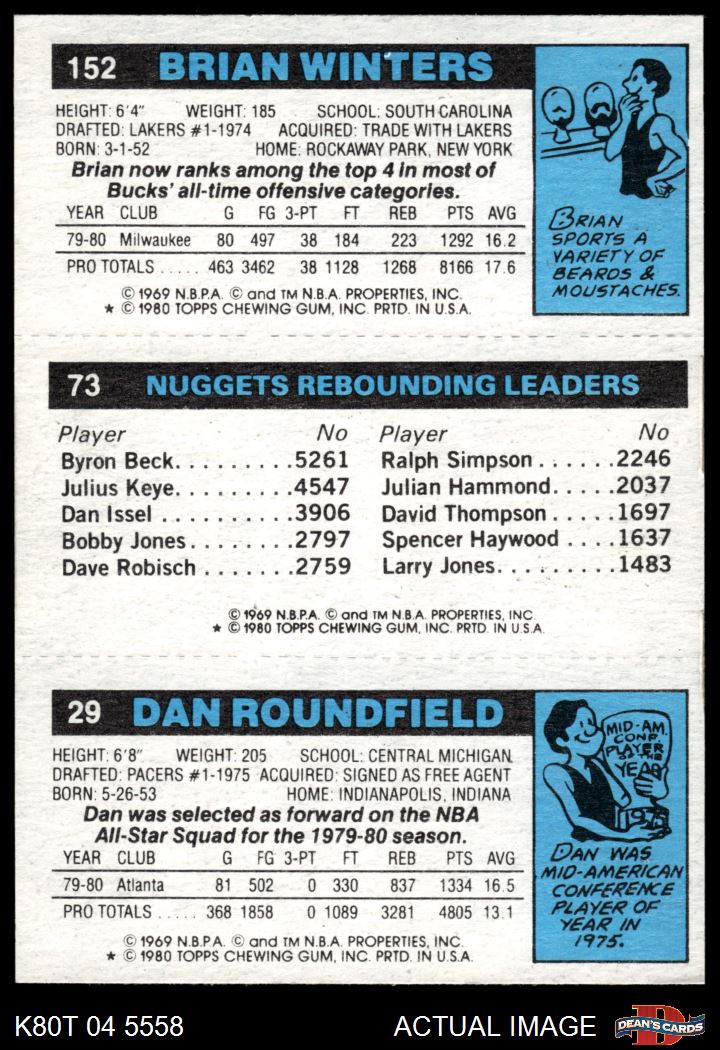 152 BRIAN WINTERS
HEIGHT: 6'4" WEIGHT: 185 SCHOOL: SOUTH CAROLINA
DRAFTED: LAKERS #1-1974 ACQUIRED: TRADE WITH LAKERS
BORN: 3-1-52 HOME: ROCKAWAY PARK, NEW YORK
Brian now ranks among the top 4 in most of
Bucks' all-time offensive categories.
YEAR CLUB G FG 3-PT FT REB PTS AVG
79-80 Milwaukee 80 497 38 184 223 1292 16.2
PRO TOTALS ..... 463 3462 38 1128 1268 8166 17.6
© 1969 N.B.P.A. © and TM N.B.A. PROPERTIES, INC.
★ © 1980 TOPPS CHEWING GUM, INC. PRTD. IN U.S.A.
BRIAN
SPORTS A
VARIETY OF
BEARDS &
MOUSTACHES.
73 NUGGETS REBOUNDING LEADERS
Player No Player No
Byron Beck.........5261 Ralph Simpson......2246
Julius Keye.........4547 Julian Hammond.....2037
Dan Issel..........3906 David Thompson.....1697
Bobby Jones........2797 Spencer Haywood....1637
Dave Robisch.......2759 Larry Jones.........1483
© 1969 N.B.P.A. © and TM N.B.A. PROPERTIES, INC
★ © 1980 TOPPS CHEWING GUM, INC. PRTD. IN U.S.A.
29 DAN ROUNDFIELD
HEIGHT: 6'8" WEIGHT: 205 SCHOOL: CENTRAL MICHIGAN
DRAFTED: PACERS #1-1975 ACQUIRED: SIGNED AS FREE AGENT
BORN: 5-26-53 HOME: INDIANAPOLIS, INDIANA
Dan was selected as forward on the NBA
All-Star Squad for the 1979-80 season.
YEAR CLUB G FG 3-PT FT REB PTS AVG
79-80 Atlanta 81 502 0 330 837 1334 16.5
PRO TOTALS ..... 368 1858 0 1089 3281 4805 13.1
© 1969 N.B.P.A. © and TM N.B.A. PROPERTIES, INC.
★ © 1980 TOPPS CHEWING GUM, INC. PRTD. IN U.S.A.
MID-AM.
CONF.
PLAYER
OF THE
YEAR
1975
DAN WAS
MID-AMERICAN
CONFERENCE
PLAYER OF
YEAR IN
1975.
K80T 04 5558 ACTUAL IMAGE
DEAN'S CARDS